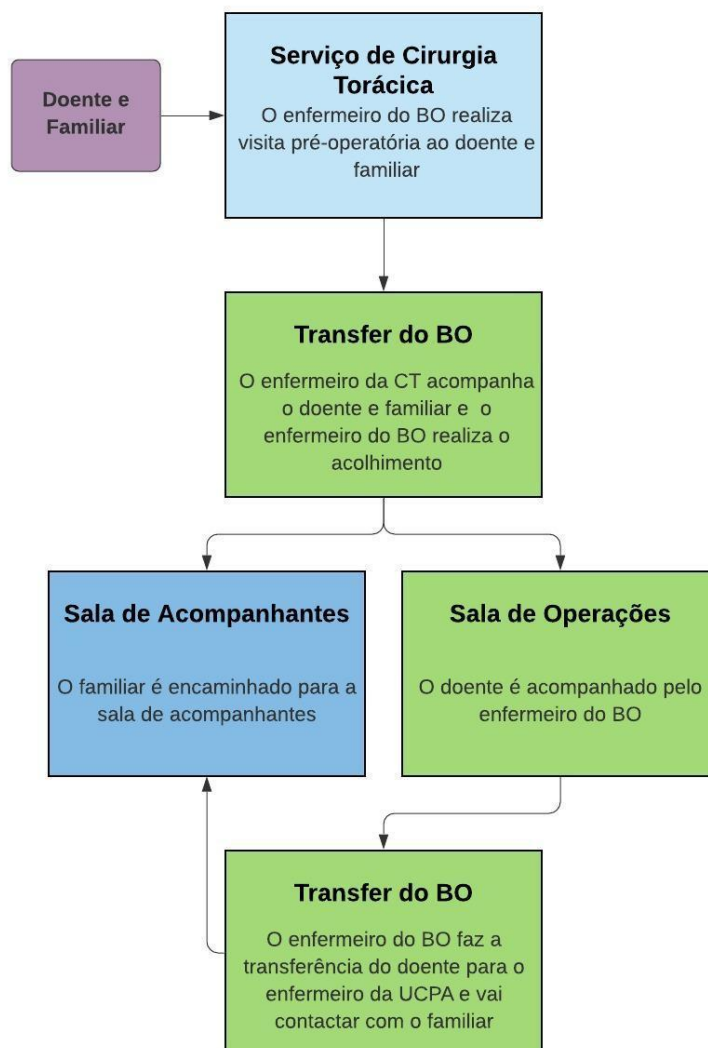 Doente e
Familiar
Serviço de Cirurgia
Torácica
O enfermeiro do BO realiza
visita pré-operatória ao doente e
familiar
Transfer do BO
O enfermeiro da CT acompanha
o doente e familiar e  o
enfermeiro do BO realiza o
acolhimento
Sala de Acompanhantes
O familiar é encaminhado para a
sala de acompanhantes
Sala de Operações
O doente é acompanhado pelo
enfermeiro do BO
Transfer do BO
O enfermeiro do BO faz a
transferência do doente para o
enfermeiro da UCPA e vai
contactar com o familiar